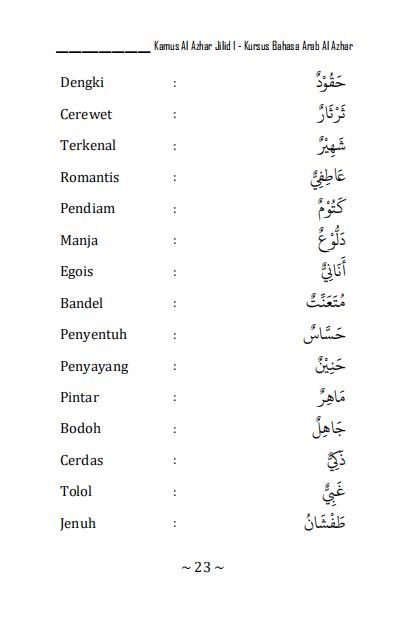 Kamus Al Azhar Jilid I - Kursus Bahasa Arab Al Azhar
Dengki : حَقُوْدٌ
Cerewet : ثَرْثَارٌ
Terkenal : شَهِيْرٌ
Romantis : عَاطِفِيٌّ
Pendiam : كَتُوْمٌ
Manja : دَلُّوْعٌ
Egois : أَنَانِيٌّ
Bandel : مُتَعَنَّتٌ
Penyentuh : حَسَّاسٌ
Penyayang : حَنِيْنٌ
Pintar : مَاهِرٌ
Bodoh : جَاهِلٌ
Cerdas : ذَكِيٌّ
Tolol : غَبِيٌّ
Jenuh : طَفْشَانُ
~ 23 ~